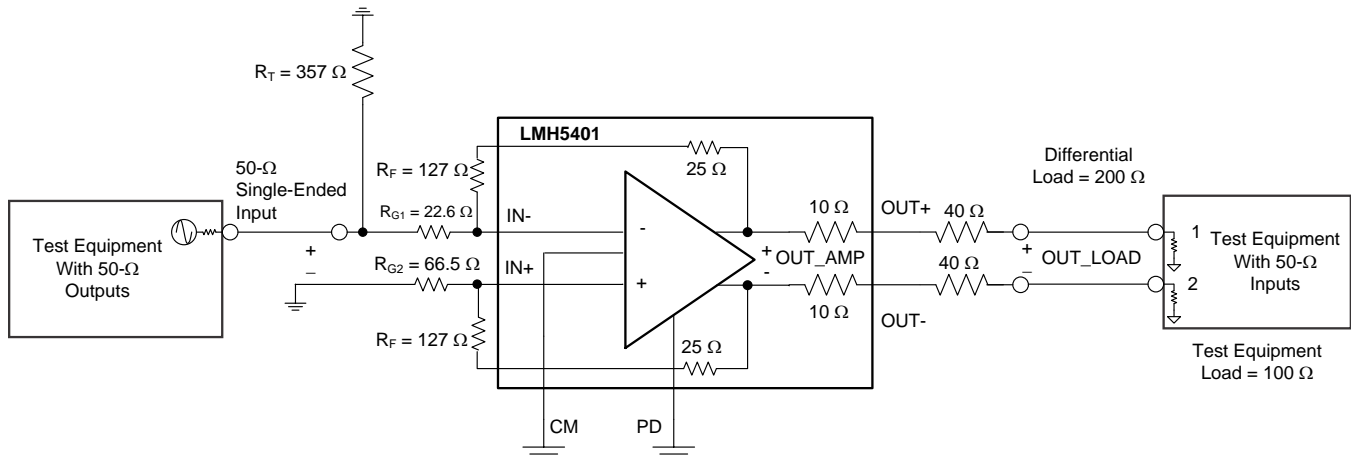 R_T = 357 Ω
LMH5401
50-Ω
Single-Ended
Input
R_F = 127 Ω
25 Ω
Differential
Load = 200 Ω
R_G1 = 22.6 Ω
IN-
10 Ω
OUT+
40 Ω
Test Equipment
With 50-Ω
Outputs
+
–
-
+
-
OUT_AMP
+
–
OUT_LOAD
1
Test Equipment
With 50-Ω
Inputs
R_G2 = 66.5 Ω
IN+
+
40 Ω
2
10 Ω
OUT-
R_F = 127 Ω
25 Ω
Test Equipment
Load = 100 Ω
CM
PD